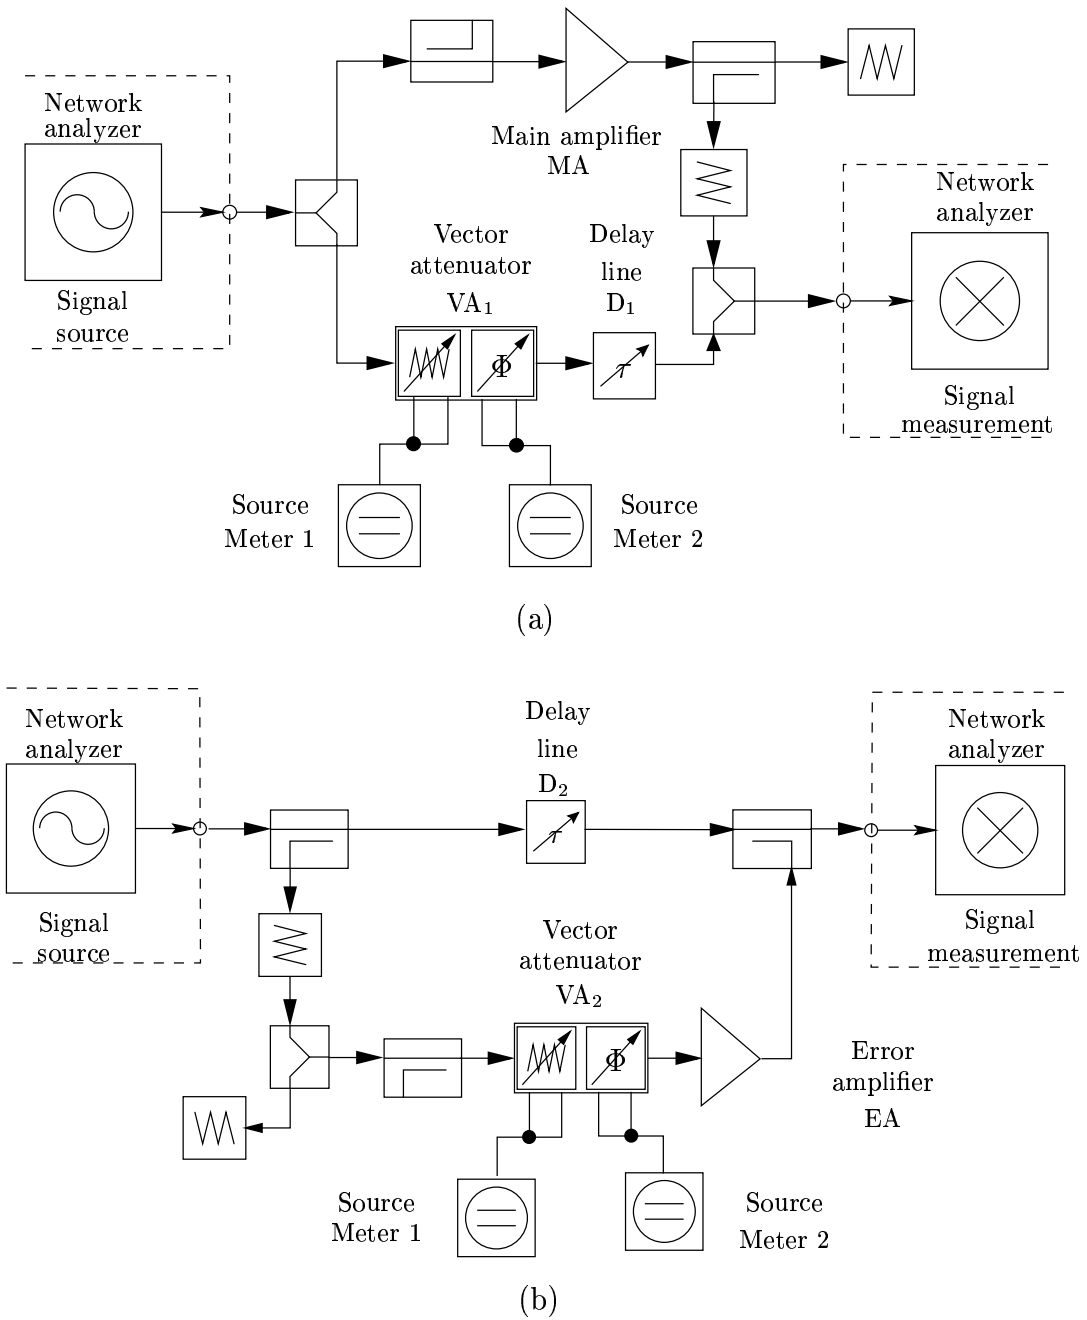 Network
analyzer
Signal
source
Main amplifier
MA
Vector
attenuator
VA₁
Φ
Delay
line
D₁
τ
Network
analyzer
Signal
measurement
Source
Meter 1
Source
Meter 2
(a)
Network
analyzer
Signal
source
Delay
line
D₂
τ
Network
analyzer
Signal
measurement
Vector
attenuator
VA₂
Φ
Error
amplifier
EA
Source
Meter 1
Source
Meter 2
(b)